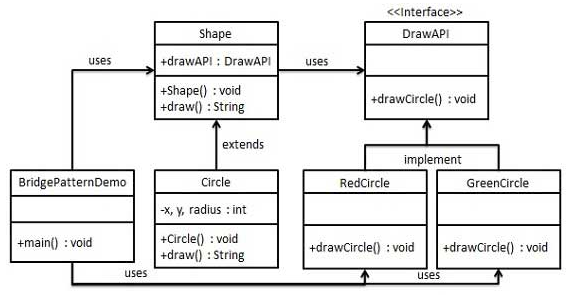 <<Interface>>
Shape
+drawAPI : DrawAPI
+Shape() : void
+draw() : String
uses
uses
DrawAPI
+drawCircle() : void
extends
implement
BridgePatternDemo
+main() : void
Circle
-x, y, radius : int
+Circle() : void
+draw() : String
RedCircle
+drawCircle() : void
GreenCircle
+drawCircle() : void
uses
uses